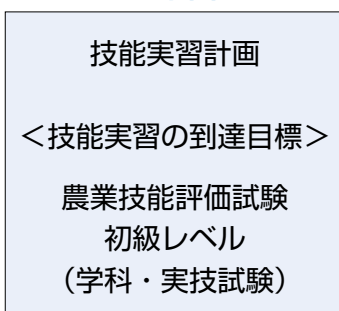 技能実習計画
＜技能実習の到達目標＞
農業技能評価試験
初級レベル
（学科・実技試験）